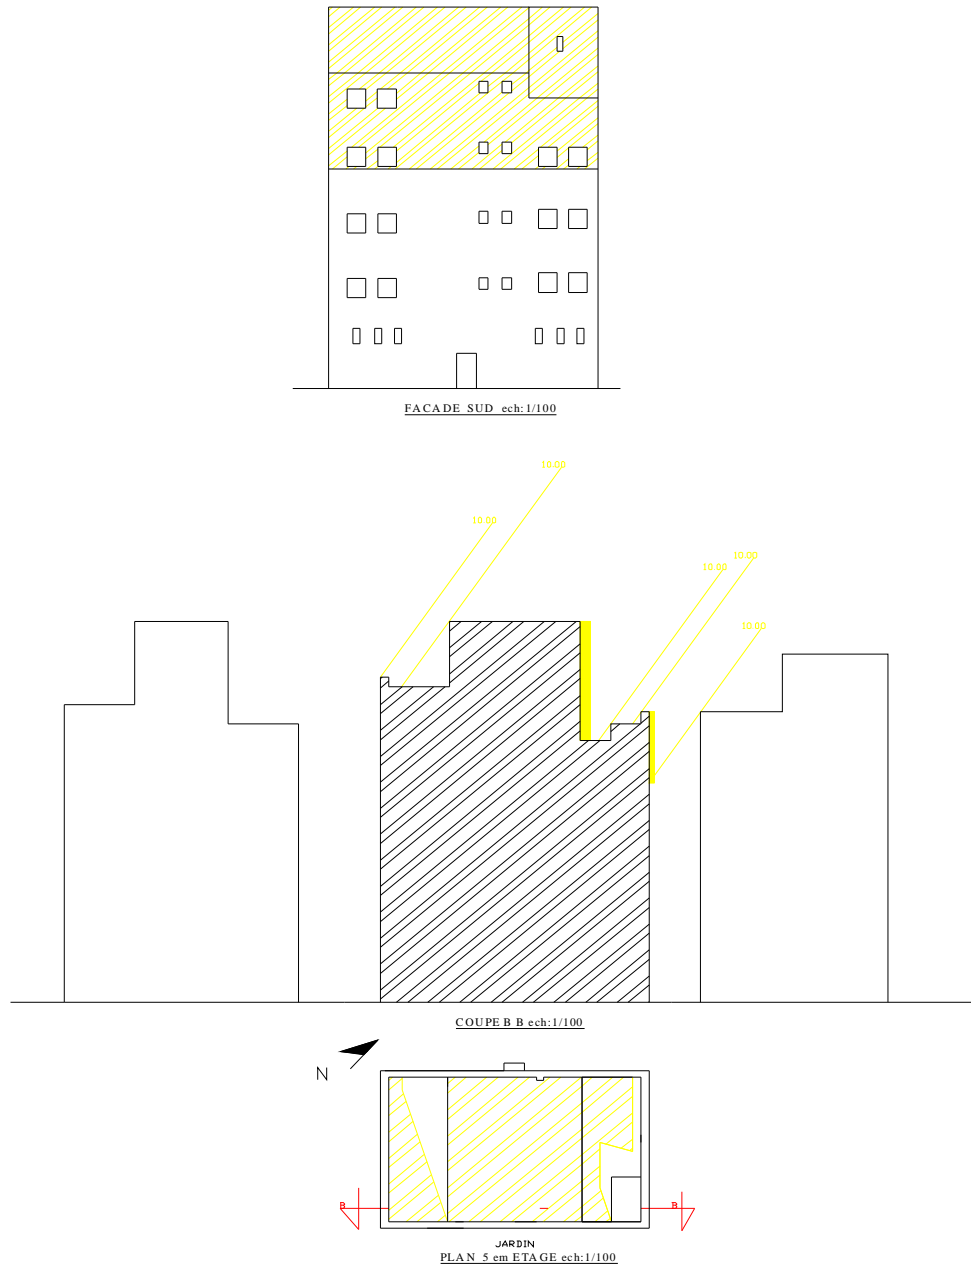 FACADE SUD ech:1/100
10.00
10.00
10.00
10.00
10.00
COUPE B B ech:1/100
N
B
B
JARDIN
PLAN 5 em ETAGE ech:1/100